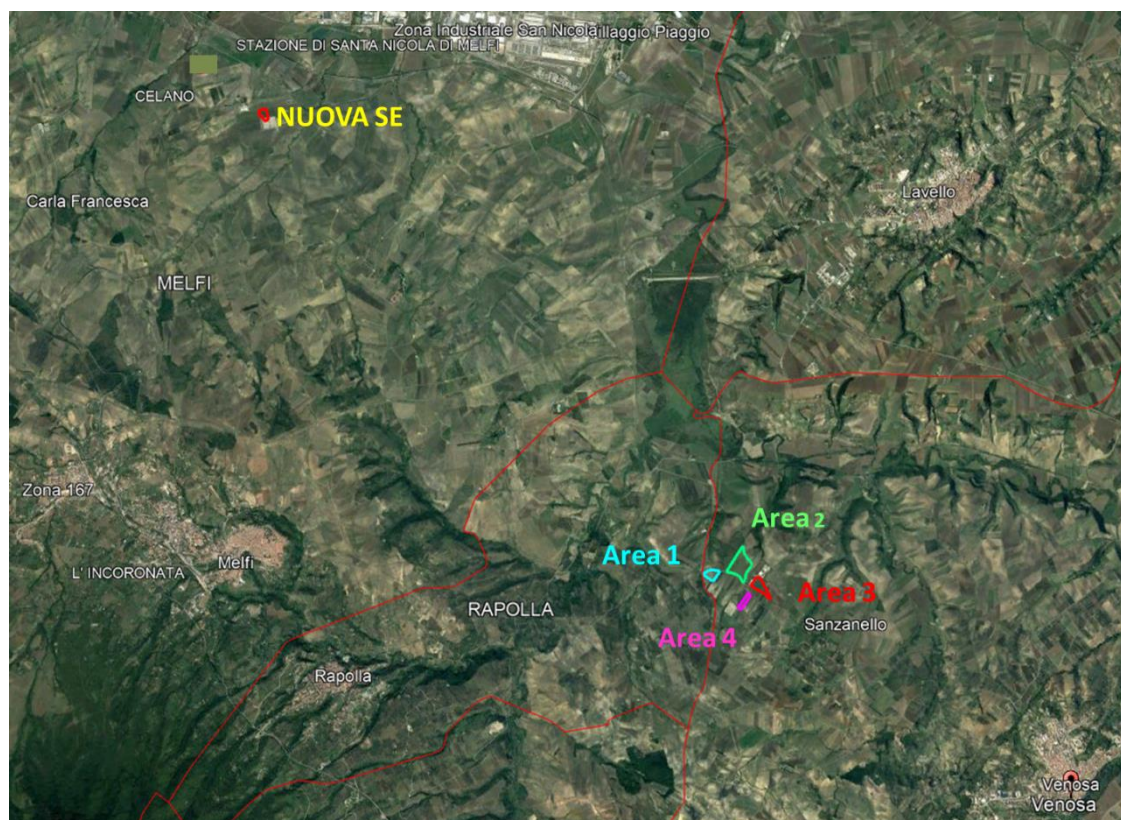 Zona Industriale San Nicola
illaggio Piaggio
STAZIONE DI SANTA NICOLA DI MELFI
CELANO
NUOVA SE
Carla Francesca
Lavello
MELFI
Zona 167
Area 2
Area 1
Melfi
L' INCORONATA
Area 3
RAPOLLA
Sanzanello
Area 4
Rapolla
Venosa
Venosa